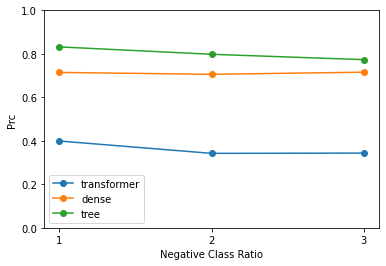 1.0
0.8
0.6
0.4
0.2
0.0
Prc
transformer
dense
tree
1 2 3
Negative Class Ratio